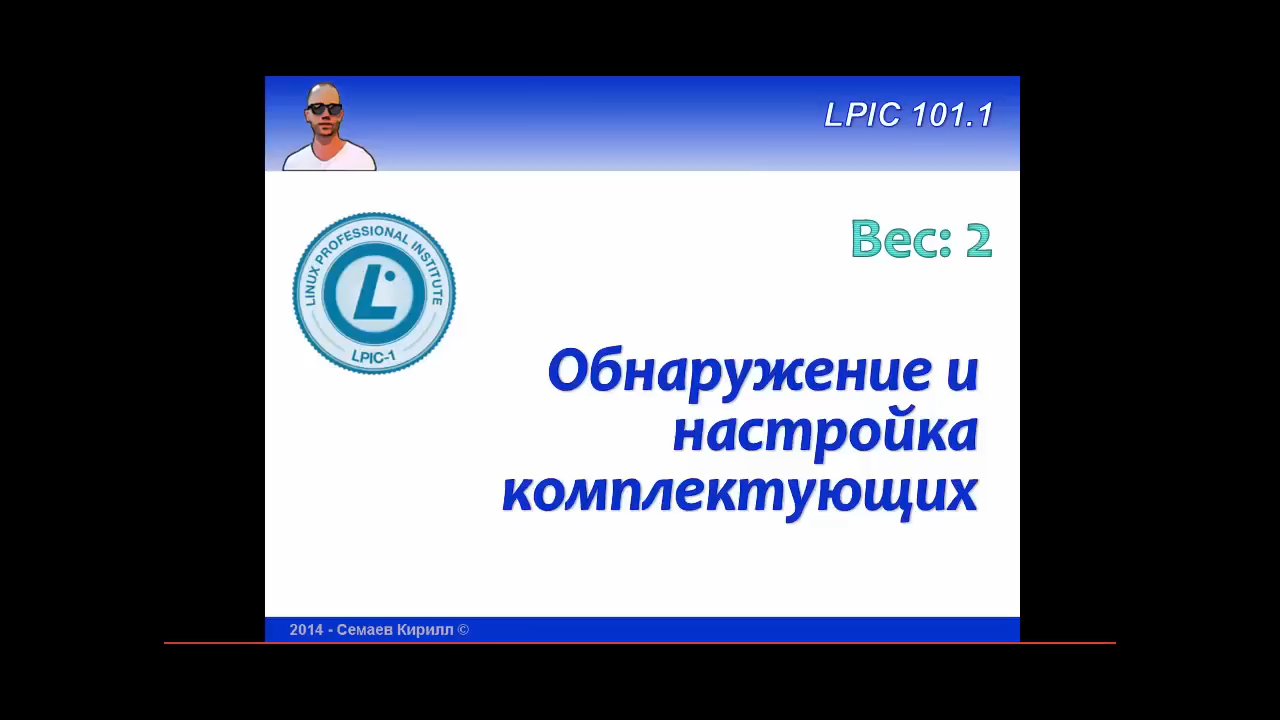 LPIC 101.1
Вес: 2
LINUX PROFESSIONAL INSTITUTE
LPIC-1
Обнаружение и
настройка
комплектующих
2014 - Семаев Кирилл ©